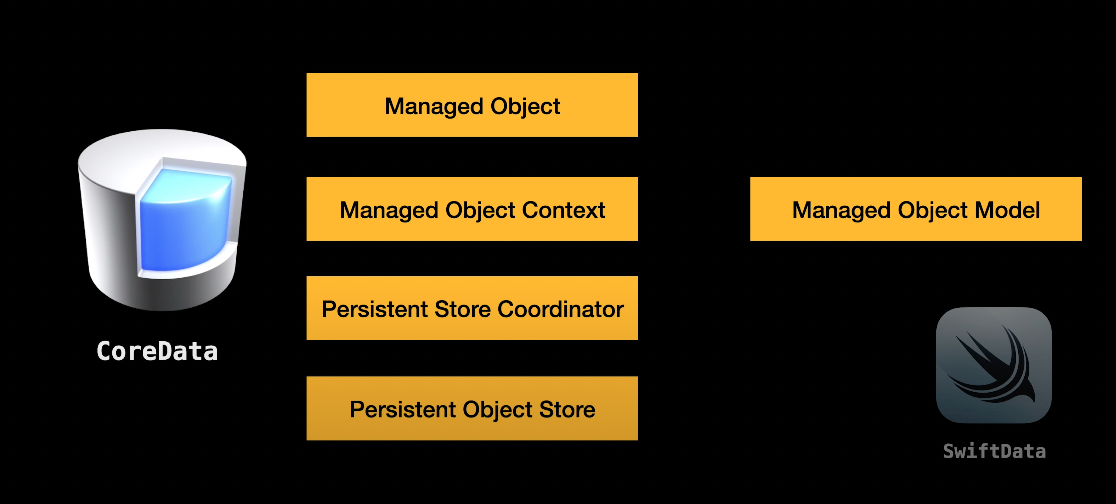 Managed Object
Managed Object Context
Managed Object Model
Persistent Store Coordinator
CoreData
Persistent Object Store
SwiftData